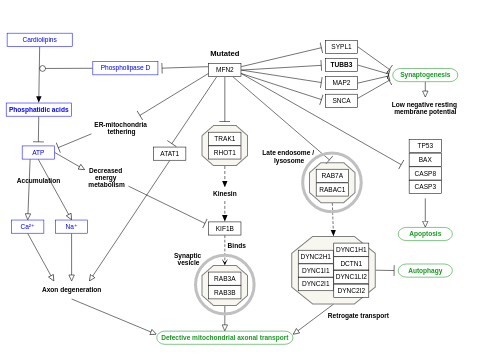 Cardiolipins
Phospholipase D
Mutated
MFN2
SYPL1
TUBB3
MAP2
SNCA
Synaptogenesis
Low negative resting
membrane potential
Phosphatidic acids
ER-mitochondria
tethering
ATP
ATAT1
TRAK1
RHOT1
Late endosome /
lysosome
RAB7A
RABAC1
TP53
BAX
CASP8
CASP3
Accumulation
Decreased
energy
metabolism
Kinesin
Ca²⁺
Na⁺
KIF1B
Binds
Apoptosis
Synaptic
vesicle
RAB3A
RAB3B
DYNC2H1
DYNC1I1
DYNC2I1
DYNC1H1
DCTN1
DYNC1LI2
DYNC2I2
Autophagy
Axon degeneration
Retrogate transport
Defective mitochondrial axonal transport